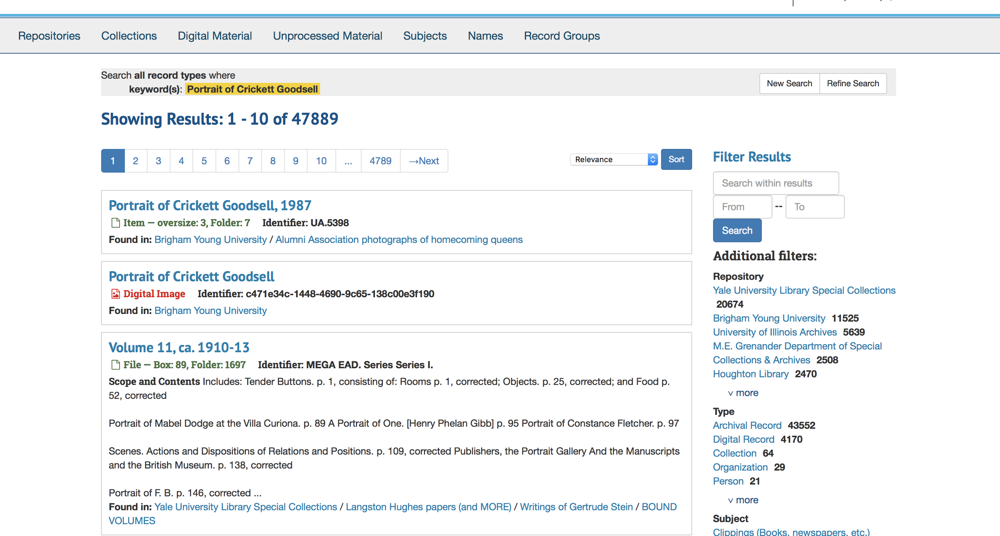 Repositories Collections Digital Material Unprocessed Material Subjects Names Record Groups
Search all record types where
keyword(s): Portrait of Crickett Goodsell
New Search Refine Search
Showing Results: 1 - 10 of 47889
1 2 3 4 5 6 7 8 9 10 ... 4789 →Next
Relevance Sort
Portrait of Crickett Goodsell, 1987
Item — oversize: 3, Folder: 7 Identifier: UA.5398
Found in: Brigham Young University / Alumni Association photographs of homecoming queens
Portrait of Crickett Goodsell
Digital Image Identifier: c471e34c-1448-4690-9c65-138c00e3f190
Found in: Brigham Young University
Volume 11, ca. 1910-13
File — Box: 89, Folder: 1697 Identifier: MEGA EAD. Series Series I.
Scope and Contents Includes: Tender Buttons. p. 1, consisting of: Rooms p. 1, corrected; Objects. p. 25, corrected; and Food p.
52, corrected
Portrait of Mabel Dodge at the Villa Curiona. p. 89 A Portrait of One. [Henry Phelan Gibb] p. 95 Portrait of Constance Fletcher. p. 97
Scenes. Actions and Dispositions of Relations and Positions. p. 109, corrected Publishers, the Portrait Gallery And the Manuscripts
and the British Museum. p. 138, corrected
Portrait of F. B. p. 146, corrected ...
Found in: Yale University Library Special Collections / Langston Hughes papers (and MORE) / Writings of Gertrude Stein / BOUND
VOLUMES
Filter Results
Search within results
From -- To
Search
Additional filters:
Repository
Yale University Library Special Collections
20674
Brigham Young University 11525
University of Illinois Archives 5639
M.E. Grenander Department of Special
Collections & Archives 2508
Houghton Library 2470
∨ more
Type
Archival Record 43552
Digital Record 4170
Collection 64
Organization 29
Person 21
∨ more
Subject
Clippings (Books, newspapers, etc.)